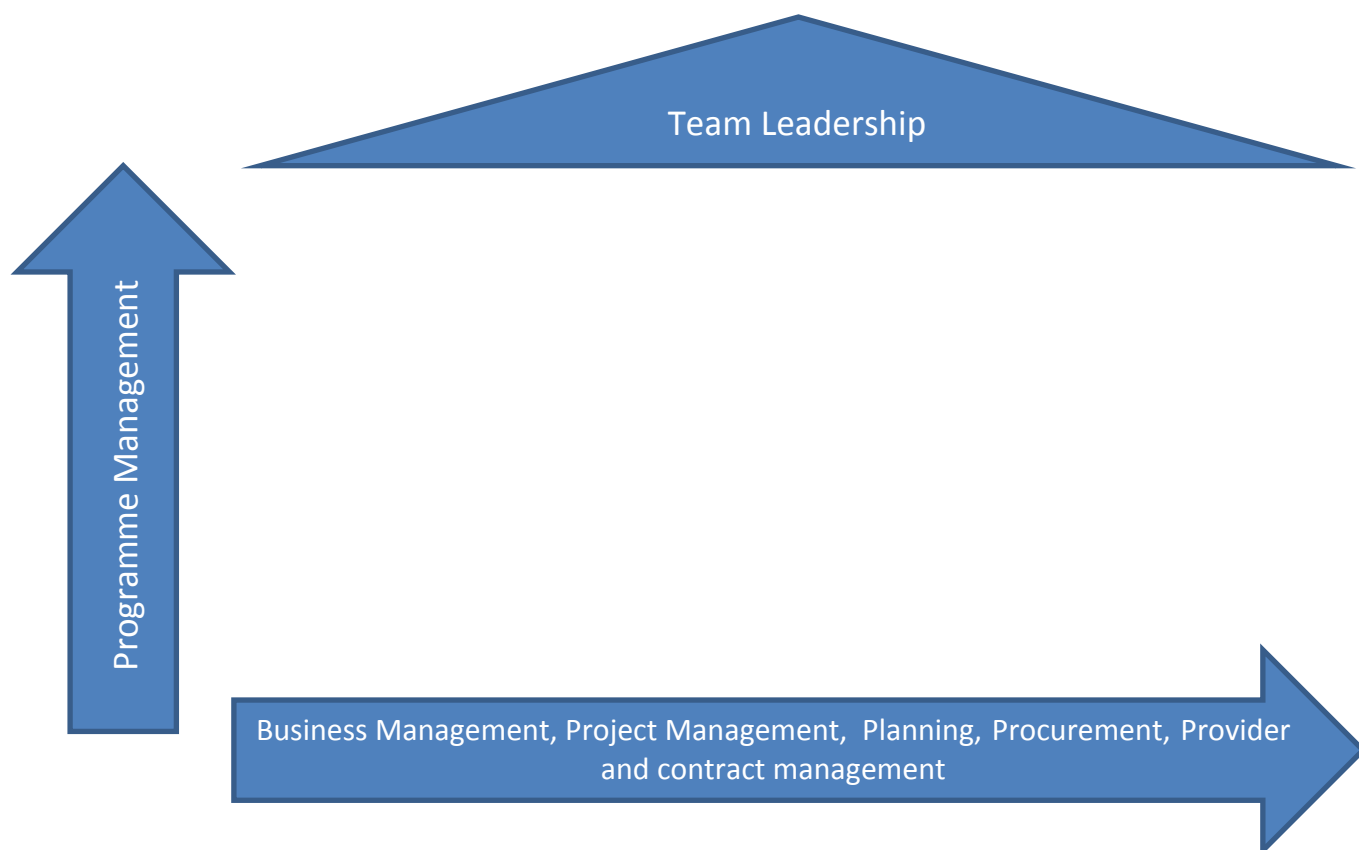 Team Leadership
Programme Management
Business Management, Project Management,  Planning, Procurement, Provider
and contract management